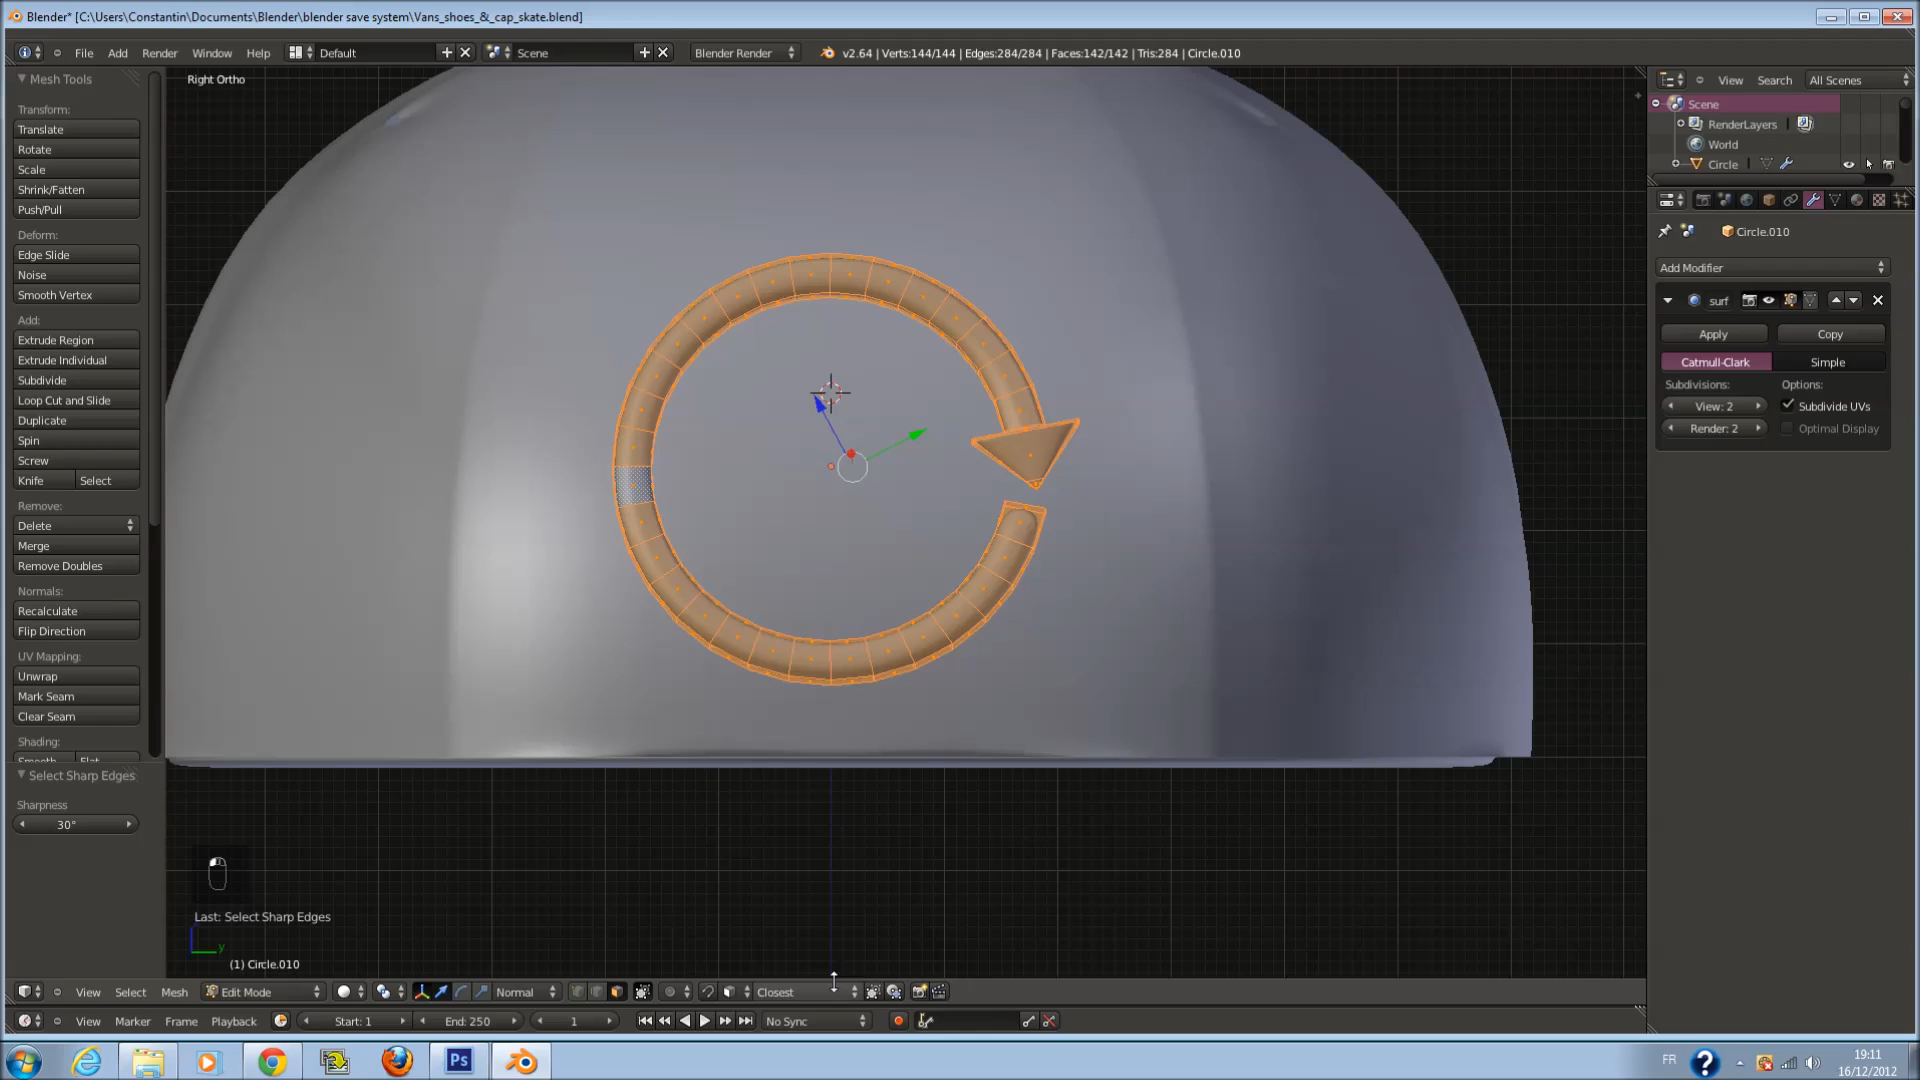 Blender* [C:\Users\Constantin\Documents\Blender\blender save system\Vans_shoes_&_cap_skate.blend]
File Add Render Window Help Default Scene Blender Render v2.64 | Verts:144/144 | Edges:284/284 | Faces:142/142 | Tris:284 | Circle.010
Mesh Tools
Transform:
Translate
Rotate
Scale
Shrink/Fatten
Push/Pull
Deform:
Edge Slide
Noise
Smooth Vertex
Add:
Extrude Region
Extrude Individual
Subdivide
Loop Cut and Slide
Duplicate
Spin
Screw
Knife Select
Remove:
Delete
Merge
Remove Doubles
Normals:
Recalculate
Flip Direction
UV Mapping:
Unwrap
Mark Seam
Clear Seam
Shading:
Smooth Flat
Select Sharp Edges
Sharpness
30°
Right Ortho
Last: Select Sharp Edges
y
(1) Circle.010
View Search All Scenes
Scene
RenderLayers
World
Circle
Circle.010
Add Modifier
surf
Apply Copy
Catmull-Clark Simple
Subdivisions: Options:
View: 2 Subdivide UVs
Render: 2 Optimal Display
View Select Mesh Edit Mode Normal Closest
View Marker Frame Playback Start: 1 End: 250 1 No Sync
Ps
FR
19:11
16/12/2012